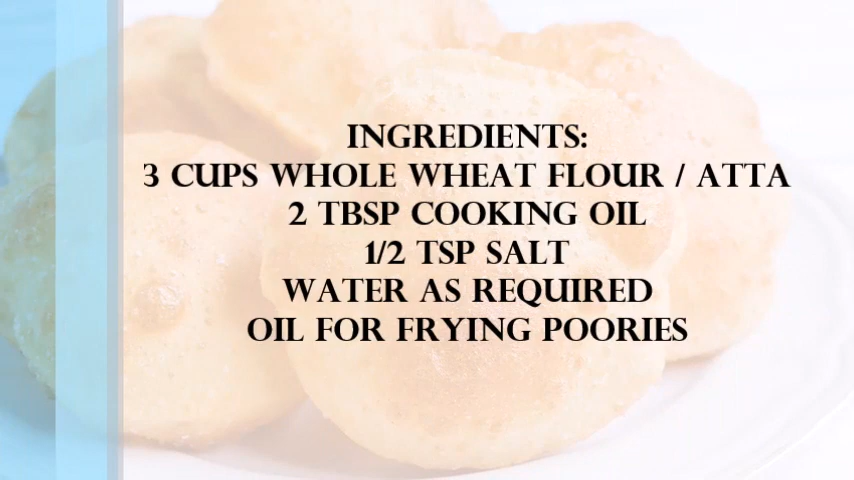 INGREDIENTS:
3 CUPS WHOLE WHEAT FLOUR / ATTA
2 TBSP COOKING OIL
1/2 TSP SALT
WATER AS REQUIRED
OIL FOR FRYING POORIES